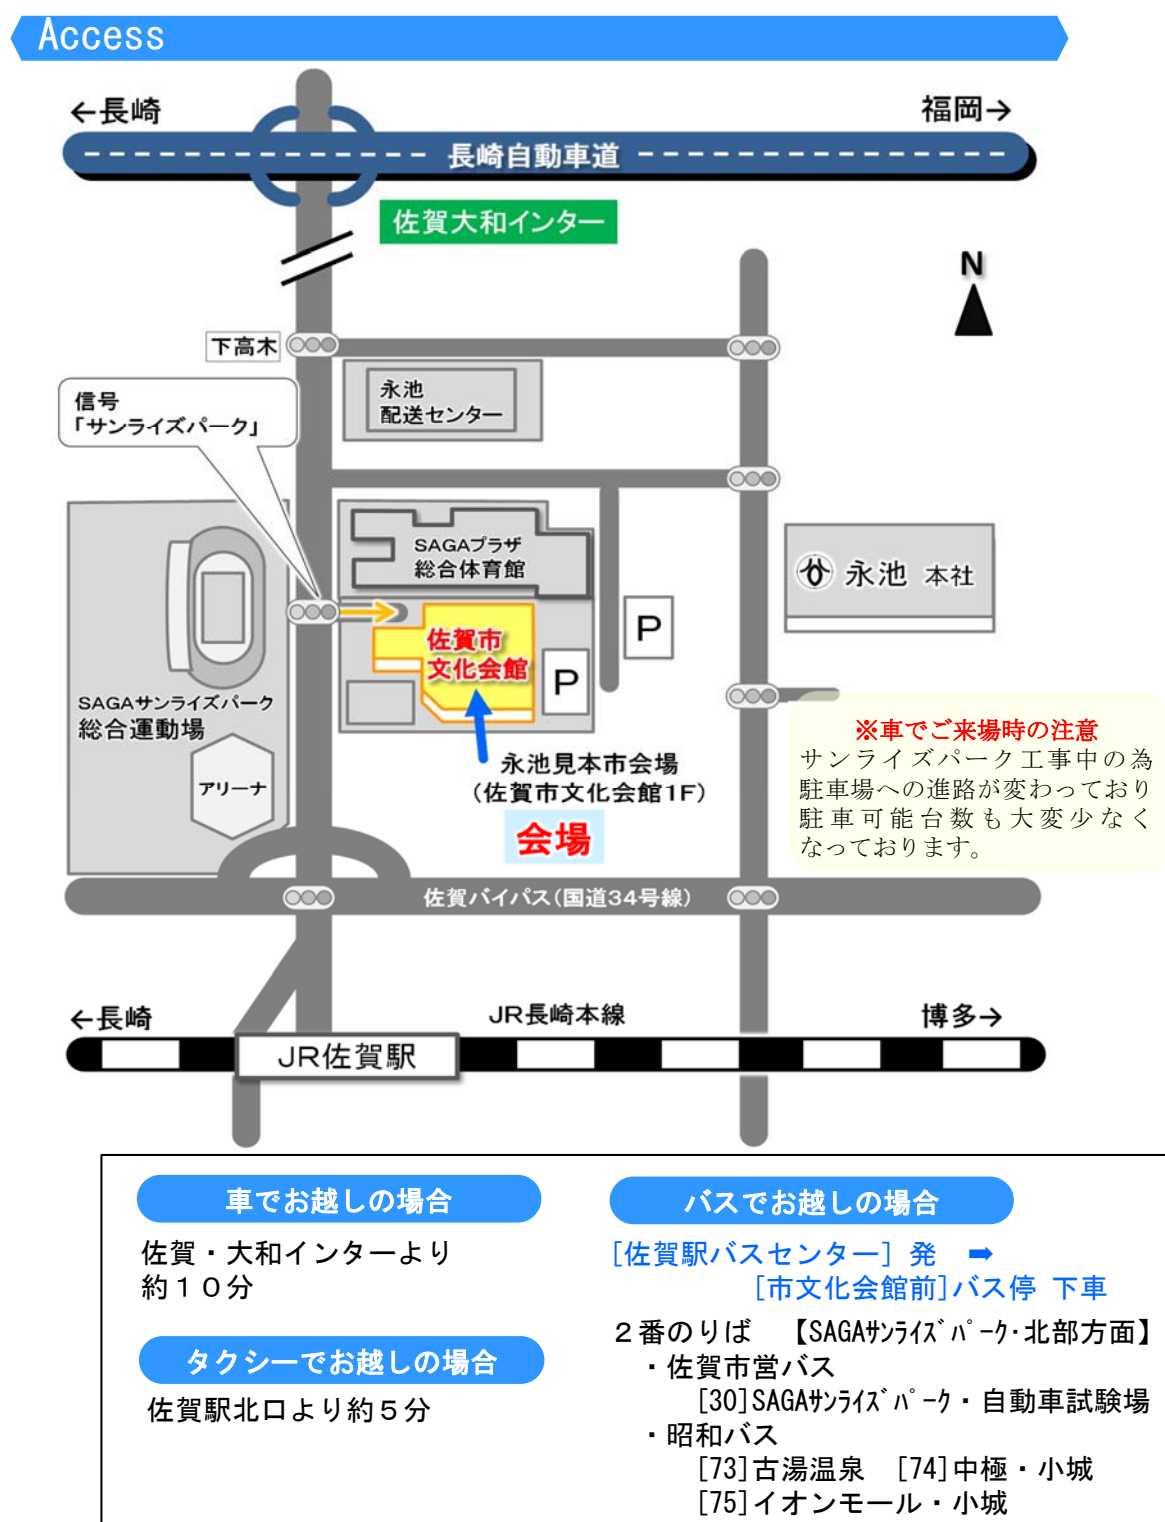 Access
←長崎
福岡→
長崎自動車道
佐賀大和インター
N
下高木
信号
「サンライズパーク」
永池
配送センター
SAGAプラザ
総合体育館
永池 本社
佐賀市
文化会館
P
P
SAGAサンライズパーク
総合運動場
アリーナ
永池見本市会場
(佐賀市文化会館1F)
会場
※車でご来場時の注意
サンライズパーク工事中の為
駐車場への進路が変わっており
駐車可能台数も大変少なく
なっております。
佐賀バイパス(国道34号線)
←長崎
JR長崎本線
博多→
JR佐賀駅
車でお越しの場合
佐賀・大和インターより
約１０分
タクシーでお越しの場合
佐賀駅北口より約５分
バスでお越しの場合
[佐賀駅バスセンター] 発 ➡
[市文化会館前]バス停 下車
２番のりば 【SAGAｻﾝﾗｲｽﾞﾊﾟｰｸ･北部方面】
・佐賀市営バス
[30]SAGAｻﾝﾗｲｽﾞﾊﾟｰｸ・自動車試験場
・昭和バス
[73]古湯温泉 [74]中極・小城
[75]イオンモール・小城